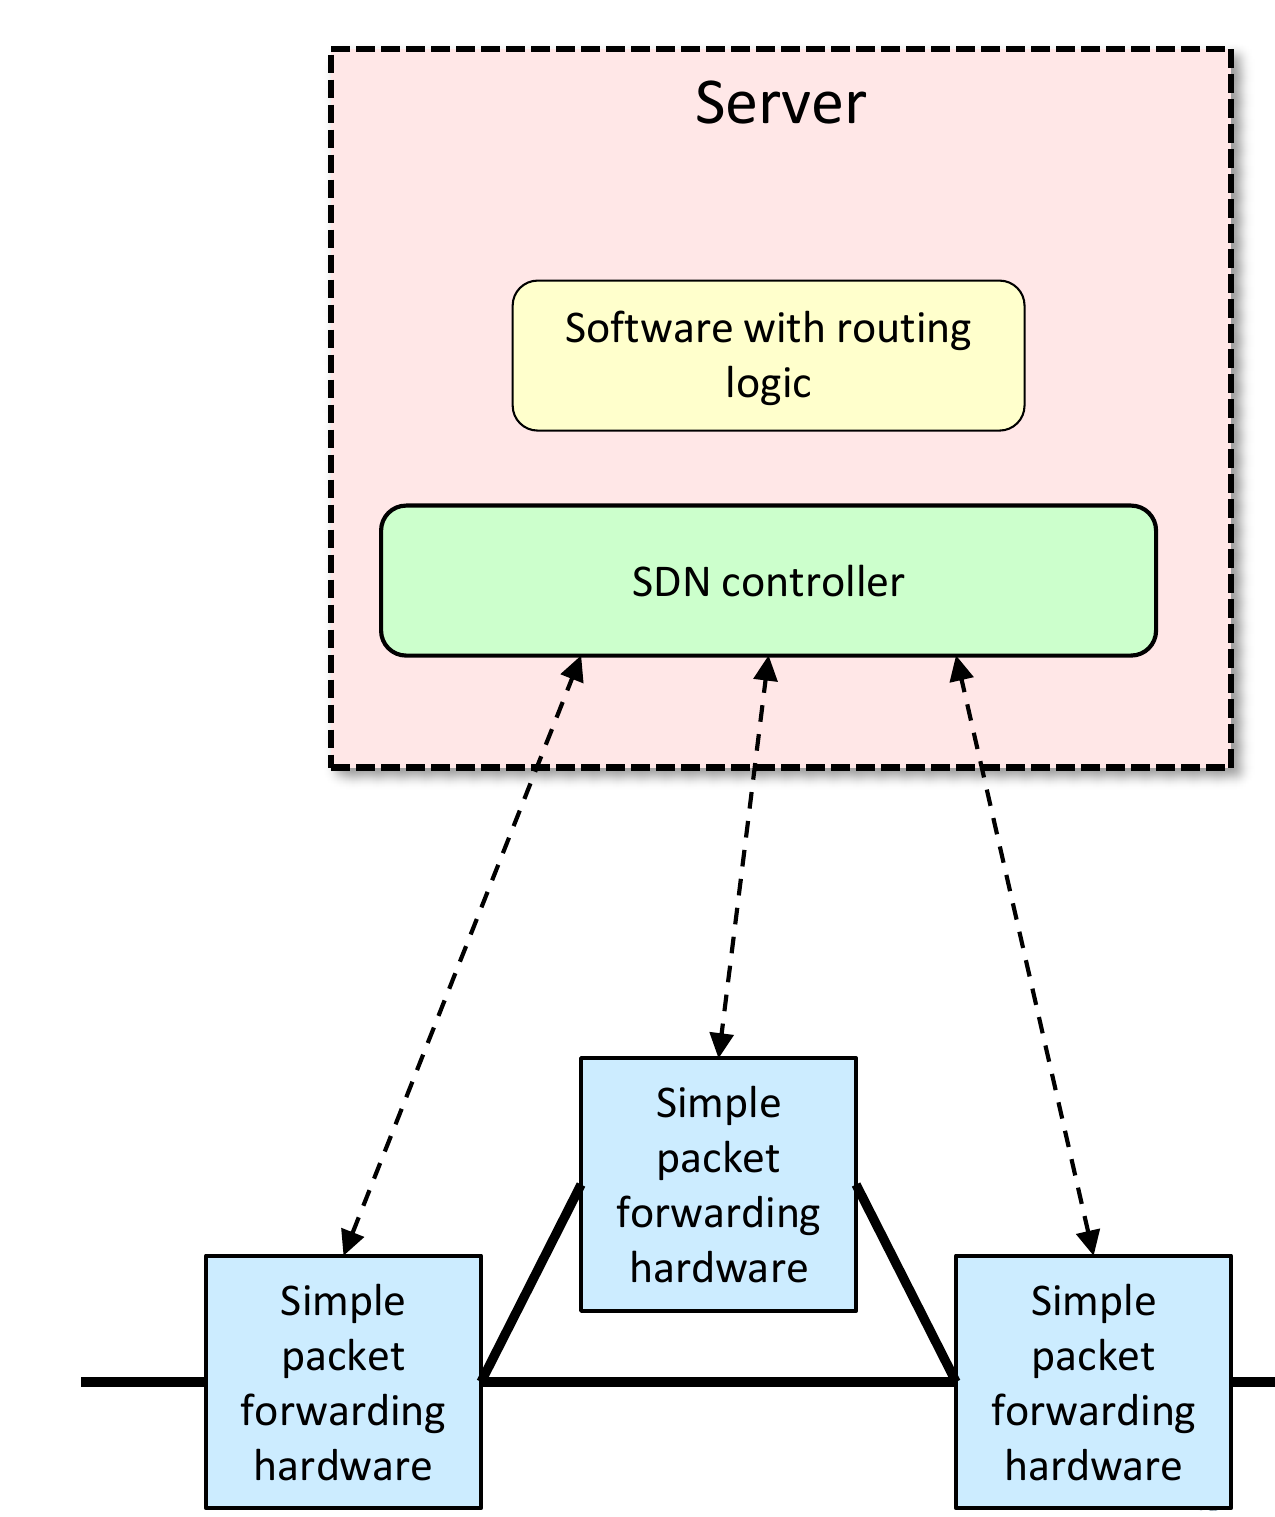 Server
Software with routing
logic
SDN controller
Simple
packet
forwarding
hardware
Simple
packet
forwarding
hardware
Simple
packet
forwarding
hardware